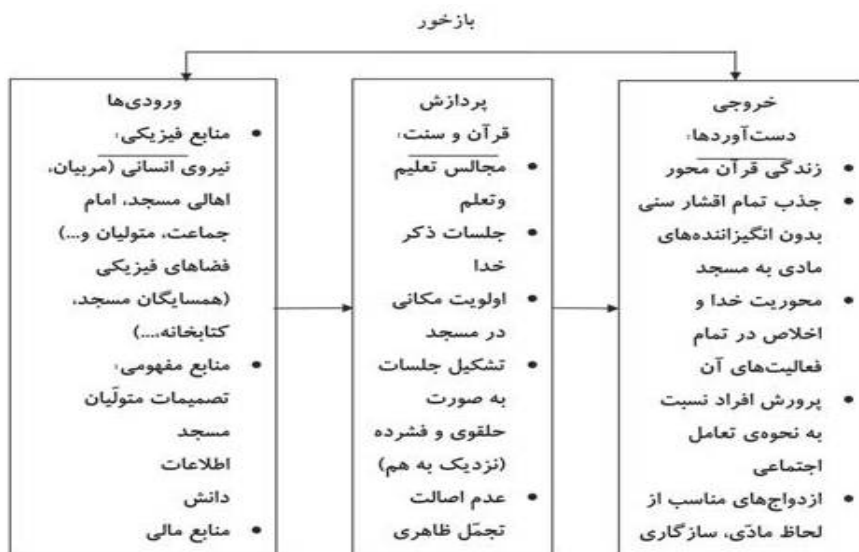 بازخور
ورودی‌ها
• منابع فیزیکی:
نیروی انسانی (مربیان،
اهالی مسجد، امام
جماعت، متولیان و...)
فضاهای فیزیکی
(همسایگان مسجد،
کتابخانه،...)
• منابع مفهومی:
تصمیمات متولّیان
مسجد
اطلاعات
دانش
• منابع مالی
پردازش
قرآن و سنت:
• مجالس تعلیم
وتعلم
• جلسات ذکر
خدا
• اولویت مکانی
در مسجد
• تشکیل جلسات
به صورت
حلقوی و فشرده
(نزدیک به هم)
• عدم اصالت
تجمّل ظاهری
خروجی
دست‌آوردها:
• زندگی قرآن محور
• جذب تمام اقشار سنی
بدون انگیزاننده‌های
مادی به مسجد
• محوریت خدا و
اخلاص در تمام
فعالیت‌های آن
• پرورش افراد نسبت
به نحوه‌ی تعامل
اجتماعی
• ازدواج‌های مناسب از
لحاظ مادّی، سازگاری